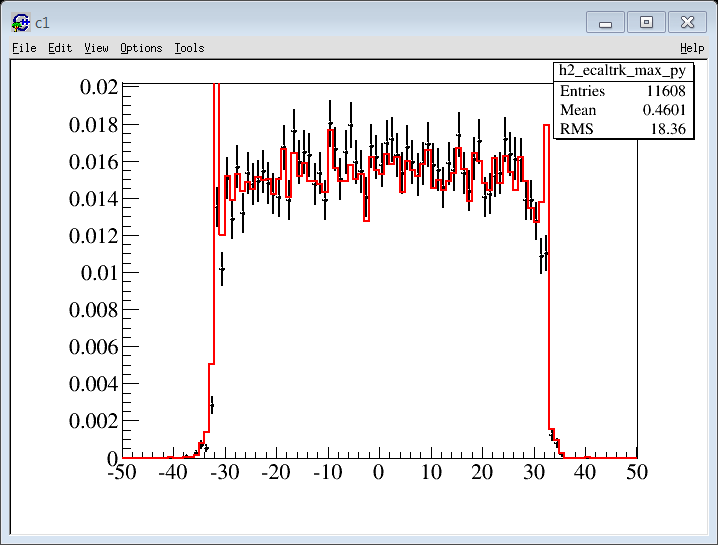 c1
File Edit View Options Tools Help
h2_ecaltrk_max_py
Entries 11608
Mean 0.4601
RMS 18.36
0.02
0.018
0.016
0.014
0.012
0.01
0.008
0.006
0.004
0.002
0
-50 -40 -30 -20 -10 0 10 20 30 40 50